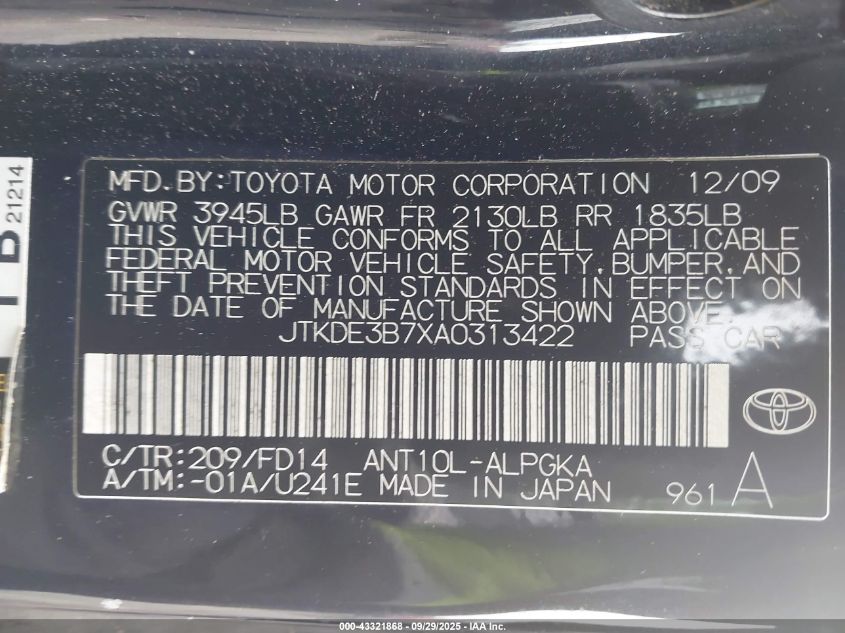 MFD.BY:TOYOTA MOTOR CORPORATION 12/09
GVWR 3945LB GAWR FR 2130LB RR 1835LB
THIS VEHICLE CONFORMS TO ALL APPLICABLE
FEDERAL MOTOR VEHICLE SAFETY,BUMPER,AND
THEFT PREVENTION STANDARDS IN EFFECT ON
THE DATE OF MANUFACTURE SHOWN ABOVE.
JTKDE3B7XA0313422 PASS CAR
C/TR:209/FD14 ANT10L-ALPGKA
A/TM:-01A/U241E MADE IN JAPAN 961 A
21214
000-43321868 - 09/29/2025 - IAA Inc.